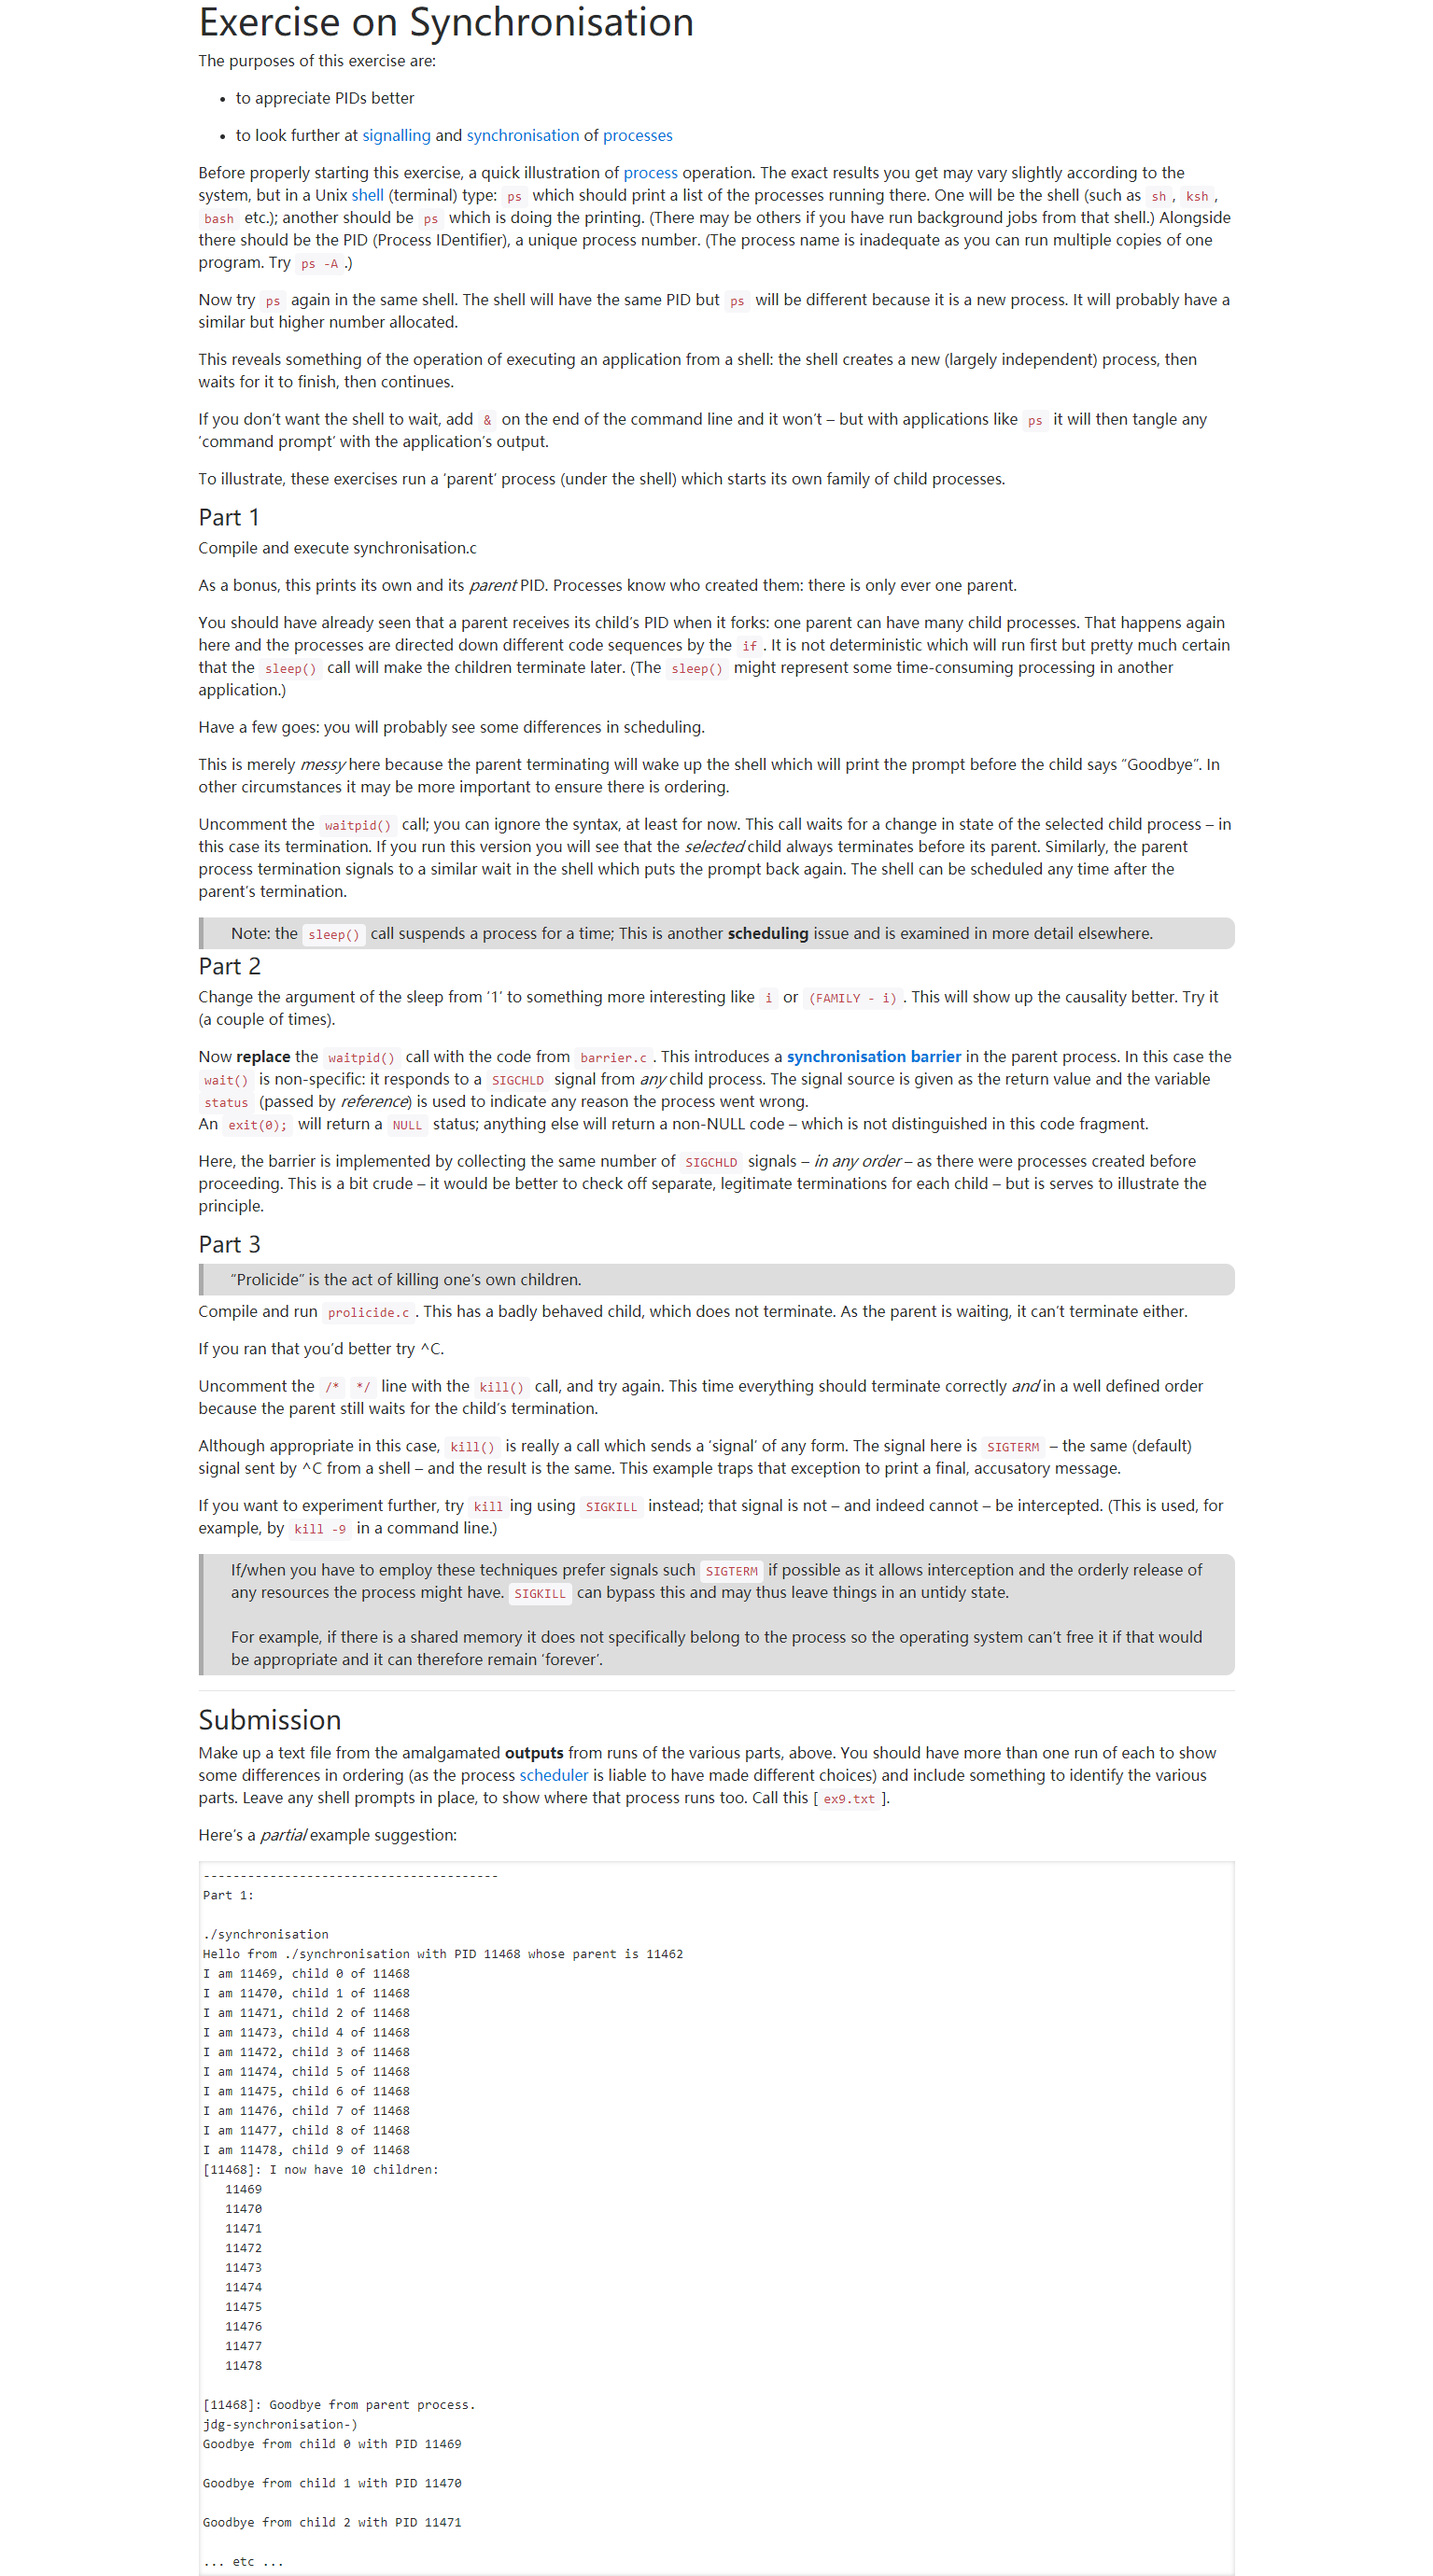 Exercise on Synchronisation
The purposes of this exercise are:
• to appreciate PIDs better
• to look further at signalling and synchronisation of processes
Before properly starting this exercise, a quick illustration of process operation. The exact results you get may vary slightly according to the
system, but in a Unix shell (terminal) type: ps which should print a list of the processes running there. One will be the shell (such as sh , ksh ,
bash etc.); another should be ps which is doing the printing. (There may be others if you have run background jobs from that shell.) Alongside
there should be the PID (Process IDentifier), a unique process number. (The process name is inadequate as you can run multiple copies of one
program. Try ps -A .)
Now try ps again in the same shell. The shell will have the same PID but ps will be different because it is a new process. It will probably have a
similar but higher number allocated.
This reveals something of the operation of executing an application from a shell: the shell creates a new (largely independent) process, then
waits for it to finish, then continues.
If you don’t want the shell to wait, add & on the end of the command line and it won’t – but with applications like ps it will then tangle any
‘command prompt’ with the application’s output.
To illustrate, these exercises run a ‘parent’ process (under the shell) which starts its own family of child processes.
Part 1
Compile and execute synchronisation.c
As a bonus, this prints its own and its parent PID. Processes know who created them: there is only ever one parent.
You should have already seen that a parent receives its child’s PID when it forks: one parent can have many child processes. That happens again
here and the processes are directed down different code sequences by the if . It is not deterministic which will run first but pretty much certain
that the sleep() call will make the children terminate later. (The sleep() might represent some time-consuming processing in another
application.)
Have a few goes: you will probably see some differences in scheduling.
This is merely messy here because the parent terminating will wake up the shell which will print the prompt before the child says “Goodbye”. In
other circumstances it may be more important to ensure there is ordering.
Uncomment the waitpid() call; you can ignore the syntax, at least for now. This call waits for a change in state of the selected child process – in
this case its termination. If you run this version you will see that the selected child always terminates before its parent. Similarly, the parent
process termination signals to a similar wait in the shell which puts the prompt back again. The shell can be scheduled any time after the
parent’s termination.
Note: the sleep() call suspends a process for a time; This is another scheduling issue and is examined in more detail elsewhere.
Part 2
Change the argument of the sleep from ‘1’ to something more interesting like i or (FAMILY - i) . This will show up the causality better. Try it
(a couple of times).
Now replace the waitpid() call with the code from barrier.c . This introduces a synchronisation barrier in the parent process. In this case the
wait() is non-specific: it responds to a SIGCHLD signal from any child process. The signal source is given as the return value and the variable
status (passed by reference) is used to indicate any reason the process went wrong.
An exit(0); will return a NULL status; anything else will return a non-NULL code – which is not distinguished in this code fragment.
Here, the barrier is implemented by collecting the same number of SIGCHLD signals – in any order – as there were processes created before
proceeding. This is a bit crude – it would be better to check off separate, legitimate terminations for each child – but is serves to illustrate the
principle.
Part 3
“Prolicide” is the act of killing one’s own children.
Compile and run prolicide.c . This has a badly behaved child, which does not terminate. As the parent is waiting, it can’t terminate either.
If you ran that you’d better try ^C.
Uncomment the /* */ line with the kill() call, and try again. This time everything should terminate correctly and in a well defined order
because the parent still waits for the child’s termination.
Although appropriate in this case, kill() is really a call which sends a ‘signal’ of any form. The signal here is SIGTERM – the same (default)
signal sent by ^C from a shell – and the result is the same. This example traps that exception to print a final, accusatory message.
If you want to experiment further, try kill ing using SIGKILL instead; that signal is not – and indeed cannot – be intercepted. (This is used, for
example, by kill -9 in a command line.)
If/when you have to employ these techniques prefer signals such SIGTERM if possible as it allows interception and the orderly release of
any resources the process might have. SIGKILL can bypass this and may thus leave things in an untidy state.
For example, if there is a shared memory it does not specifically belong to the process so the operating system can’t free it if that would
be appropriate and it can therefore remain ‘forever’.
Submission
Make up a text file from the amalgamated outputs from runs of the various parts, above. You should have more than one run of each to show
some differences in ordering (as the process scheduler is liable to have made different choices) and include something to identify the various
parts. Leave any shell prompts in place, to show where that process runs too. Call this [ ex9.txt ].
Here’s a partial example suggestion:
----------------------------------------
Part 1:
./synchronisation
Hello from ./synchronisation with PID 11468 whose parent is 11462
I am 11469, child 0 of 11468
I am 11470, child 1 of 11468
I am 11471, child 2 of 11468
I am 11473, child 4 of 11468
I am 11472, child 3 of 11468
I am 11474, child 5 of 11468
I am 11475, child 6 of 11468
I am 11476, child 7 of 11468
I am 11477, child 8 of 11468
I am 11478, child 9 of 11468
[11468]: I now have 10 children:
11469
11470
11471
11472
11473
11474
11475
11476
11477
11478
[11468]: Goodbye from parent process.
jdg-synchronisation-)
Goodbye from child 0 with PID 11469
Goodbye from child 1 with PID 11470
Goodbye from child 2 with PID 11471
... etc ...